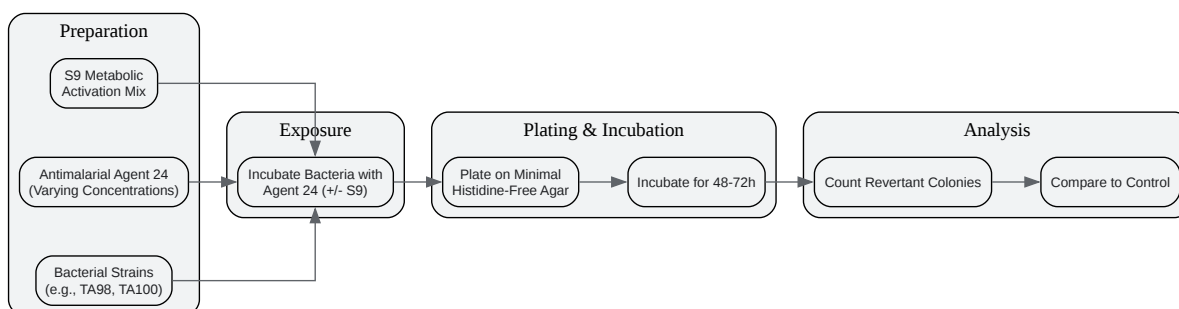 Preparation
S9 Metabolic
Activation Mix
Antimalarial Agent 24
(Varying Concentrations)
Bacterial Strains
(e.g., TA98, TA100)
Exposure
Incubate Bacteria with
Agent 24 (+/- S9)
Plating & Incubation
Plate on Minimal
Histidine-Free Agar
Incubate for 48-72h
Analysis
Count Revertant Colonies
Compare to Control